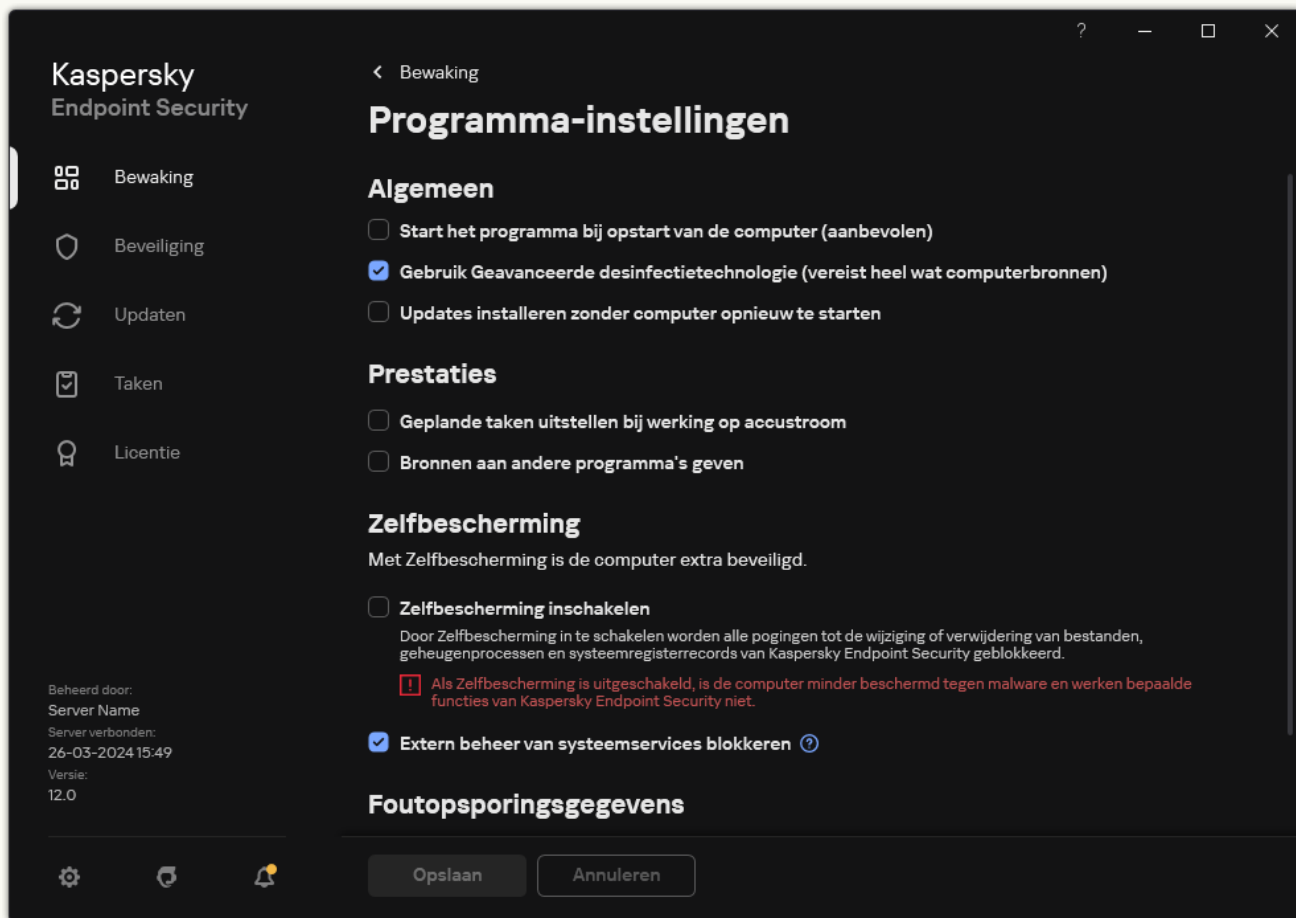 ?
Kaspersky
Endpoint Security
Bewaking
Beveiliging
Updaten
Taken
Licentie
Beheerd door:
Server Name
Server verbonden:
26-03-2024 15:49
Versie:
12.0
Bewaking
Programma-instellingen
Algemeen
Start het programma bij opstart van de computer (aanbevolen)
Gebruik Geavanceerde desinfectietechnologie (vereist heel wat computerbronnen)
Updates installeren zonder computer opnieuw te starten
Prestaties
Geplande taken uitstellen bij werking op accustroom
Bronnen aan andere programma's geven
Zelfbescherming
Met Zelfbescherming is de computer extra beveiligd.
Zelfbescherming inschakelen
Door Zelfbescherming in te schakelen worden alle pogingen tot de wijziging of verwijdering van bestanden,
geheugenprocessen en systeemregisterrecords van Kaspersky Endpoint Security geblokkeerd.
! Als Zelfbescherming is uitgeschakeld, is de computer minder beschermd tegen malware en werken bepaalde
functies van Kaspersky Endpoint Security niet.
Extern beheer van systeemservices blokkeren ?
Foutopsporingsgegevens
Opslaan
Annuleren